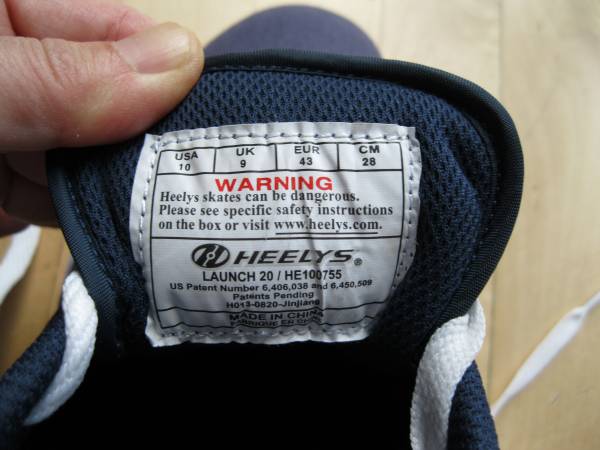 USA UK EUR CM
10 9 43 28
WARNING
Heelys skates can be dangerous.
Please see specific safety instructions
on the box or visit www.heelys.com.
HEELYS®
LAUNCH 20 / HE100755
US Patent Number 6,406,038 and 6,450,509
Patents Pending
H013-0820-Jinjiang
MADE IN CHINA
FABRIQUE EN